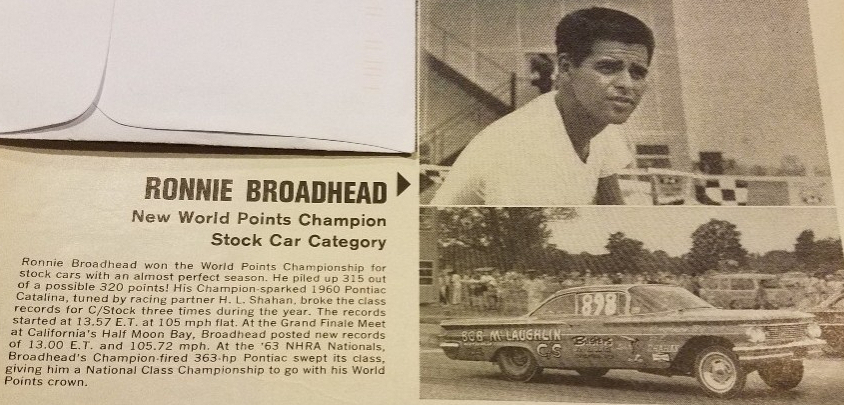 RONNIE BROADHEAD
New World Points Champion
Stock Car Category
Ronnie Broadhead won the World Points Championship for
stock cars with an almost perfect season. He piled up 315 out
of a possible 320 points! His Champion-sparked 1960 Pontiac
Catalina, tuned by racing partner H. L. Shahan, broke the class
records for C/Stock three times during the year. The records
started at 13.57 E.T. at 105 mph flat. At the Grand Finale Meet
at California's Half Moon Bay, Broadhead posted new records
of 13.00 E.T. and 105.72 mph. At the '63 NHRA Nationals,
Broadhead's Champion-fired 363-hp Pontiac swept its class,
giving him a National Class Championship to go with his World
Points crown.
898
BOB McLAUGHLIN
C/S